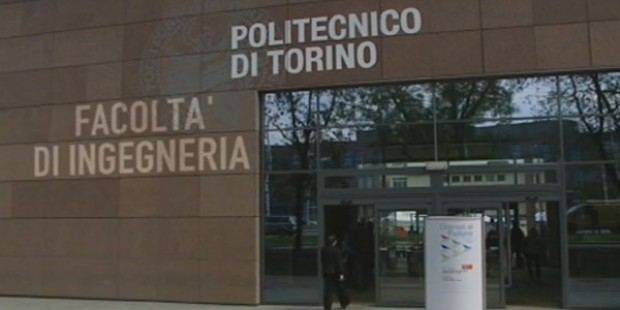 POLITECNICO
DI TORINO
FACOLTA'
DI INGEGNERIA